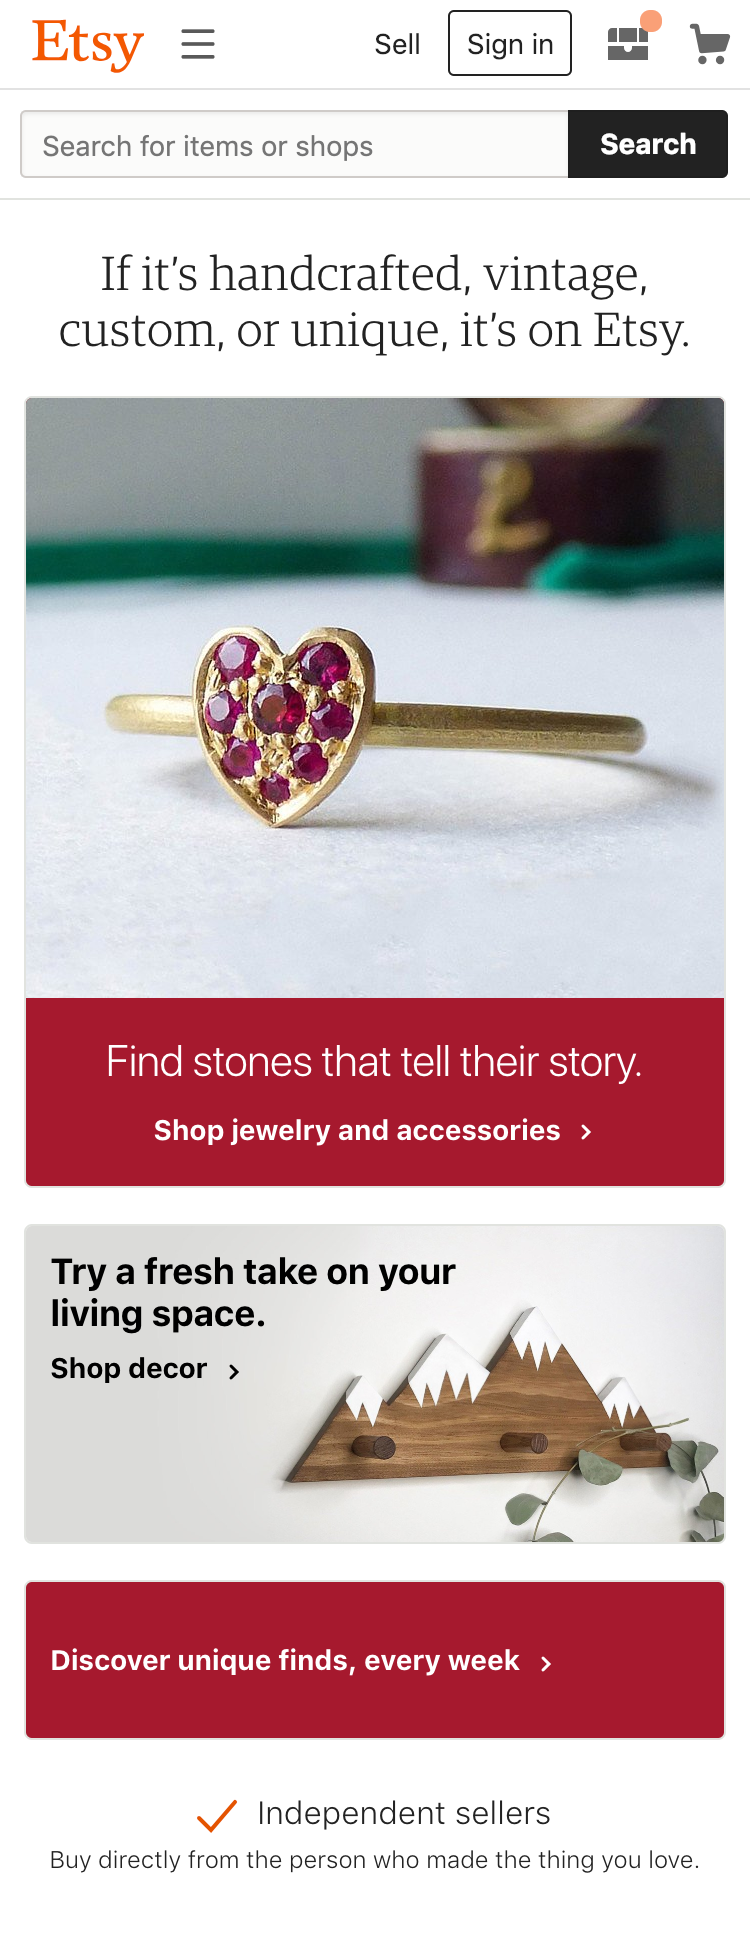 Etsy
Sell
Sign in
Search for items or shops
Search
If it’s handcrafted, vintage,
custom, or unique, it’s on Etsy.
L
Find stones that tell their story.
Shop jewelry and accessories
Try a fresh take on your
living space.
Shop decor
Discover unique finds, every week
Independent sellers
Buy directly from the person who made the thing you love.